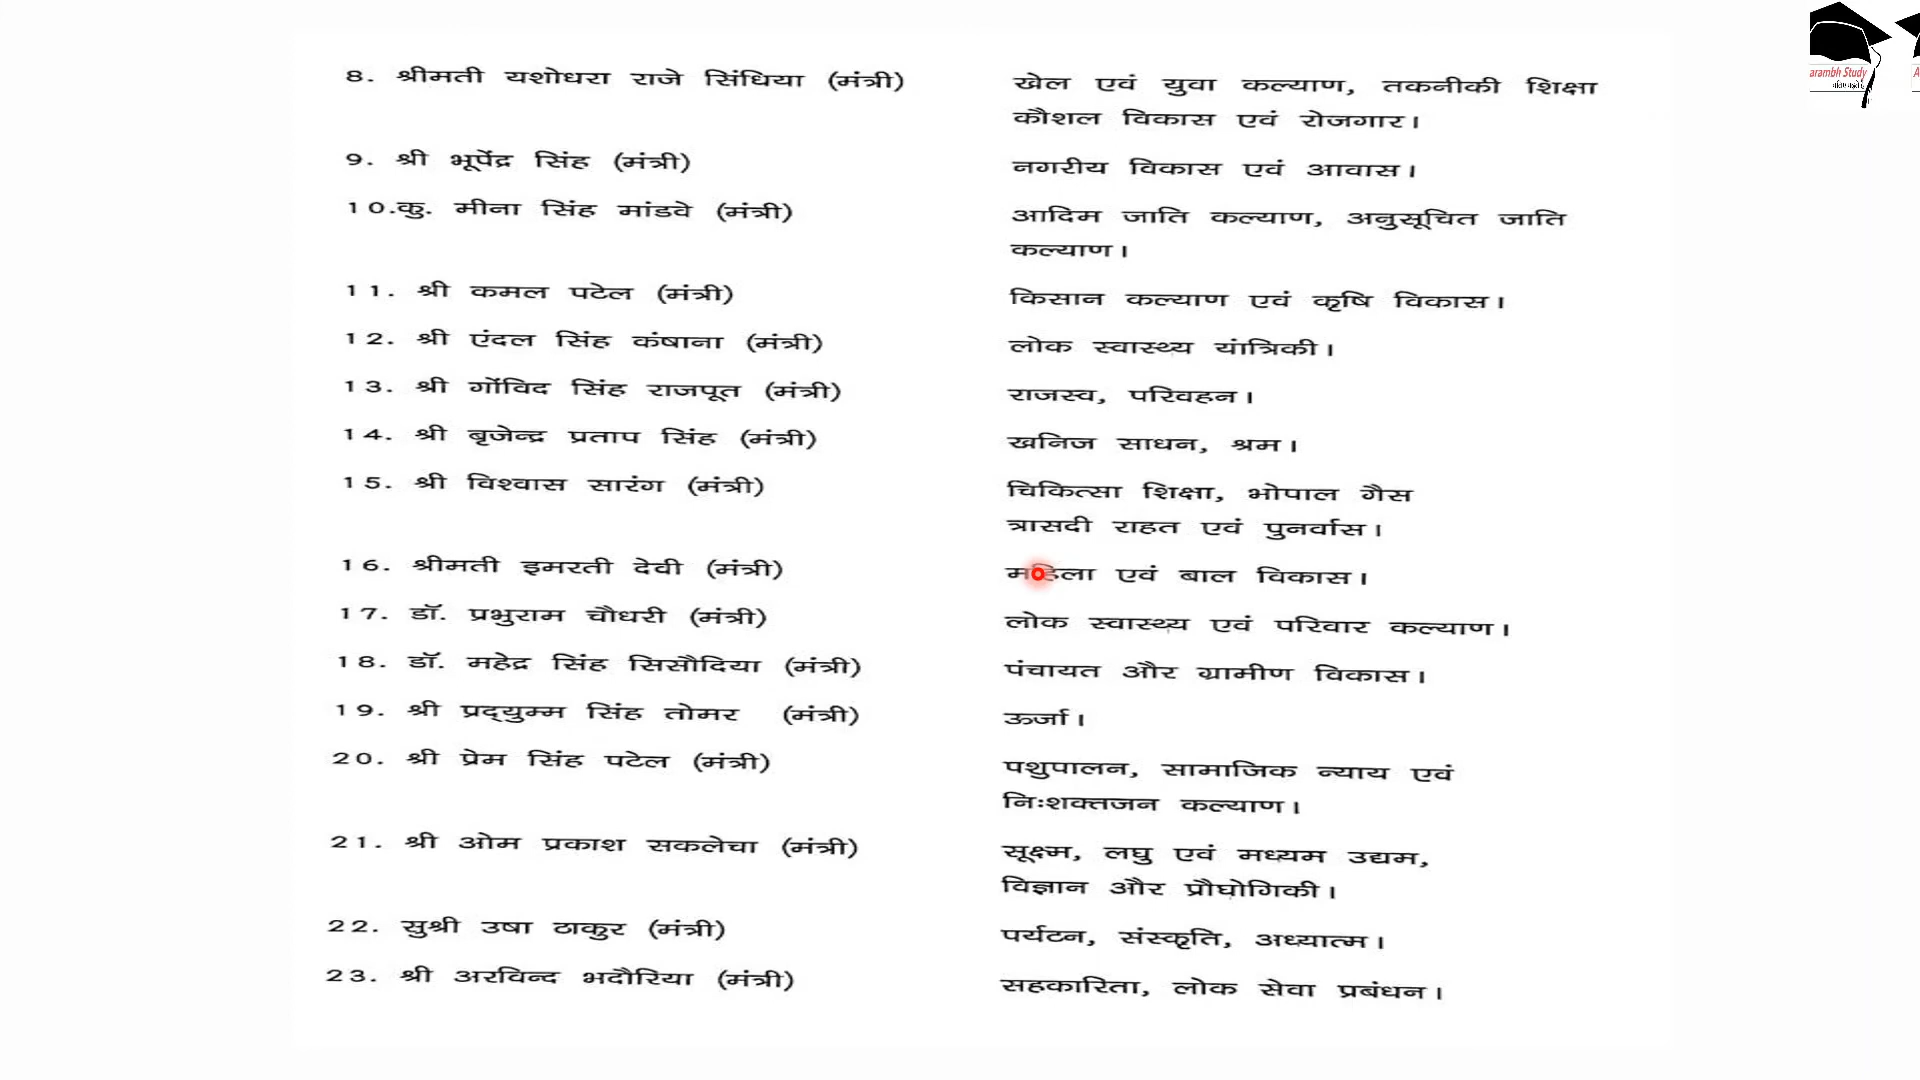 8. श्रीमती यशोधरा राजे सिंधिया (मंत्री) खेल एवं युवा कल्याण, तकनीकी शिक्षा
कौशल विकास एवं रोजगार।
9. श्री भूपेंद्र सिंह (मंत्री) नगरीय विकास एवं आवास।
10.कु. मीना सिंह मांडवे (मंत्री) आदिम जाति कल्याण, अनुसूचित जाति
कल्याण।
11. श्री कमल पटेल (मंत्री) किसान कल्याण एवं कृषि विकास।
12. श्री एंदल सिंह कंषाना (मंत्री) लोक स्वास्थ्य यांत्रिकी।
13. श्री गोंविद सिंह राजपूत (मंत्री) राजस्व, परिवहन।
14. श्री बृजेन्द्र प्रताप सिंह (मंत्री) खनिज साधन, श्रम।
15. श्री विश्वास सारंग (मंत्री) चिकित्सा शिक्षा, भोपाल गैस
त्रासदी राहत एवं पुनर्वास।
16. श्रीमती इमरती देवी (मंत्री) महिला एवं बाल विकास।
17. डॉ. प्रभुराम चौधरी (मंत्री) लोक स्वास्थ्य एवं परिवार कल्याण।
18. डॉ. महेद्र सिंह सिसौदिया (मंत्री) पंचायत और ग्रामीण विकास।
19. श्री प्रद्युम्म सिंह तोमर (मंत्री) ऊर्जा।
20. श्री प्रेम सिंह पटेल (मंत्री) पशुपालन, सामाजिक न्याय एवं
निःशक्तजन कल्याण।
21. श्री ओम प्रकाश सकलेचा (मंत्री) सूक्ष्म, लघु एवं मध्यम उद्यम,
विज्ञान और प्रौघोगिकी।
22. सुश्री उषा ठाकुर (मंत्री) पर्यटन, संस्कृति, अध्यात्म।
23. श्री अरविन्द भदौरिया (मंत्री) सहकारिता, लोक सेवा प्रबंधन।
arambh Study